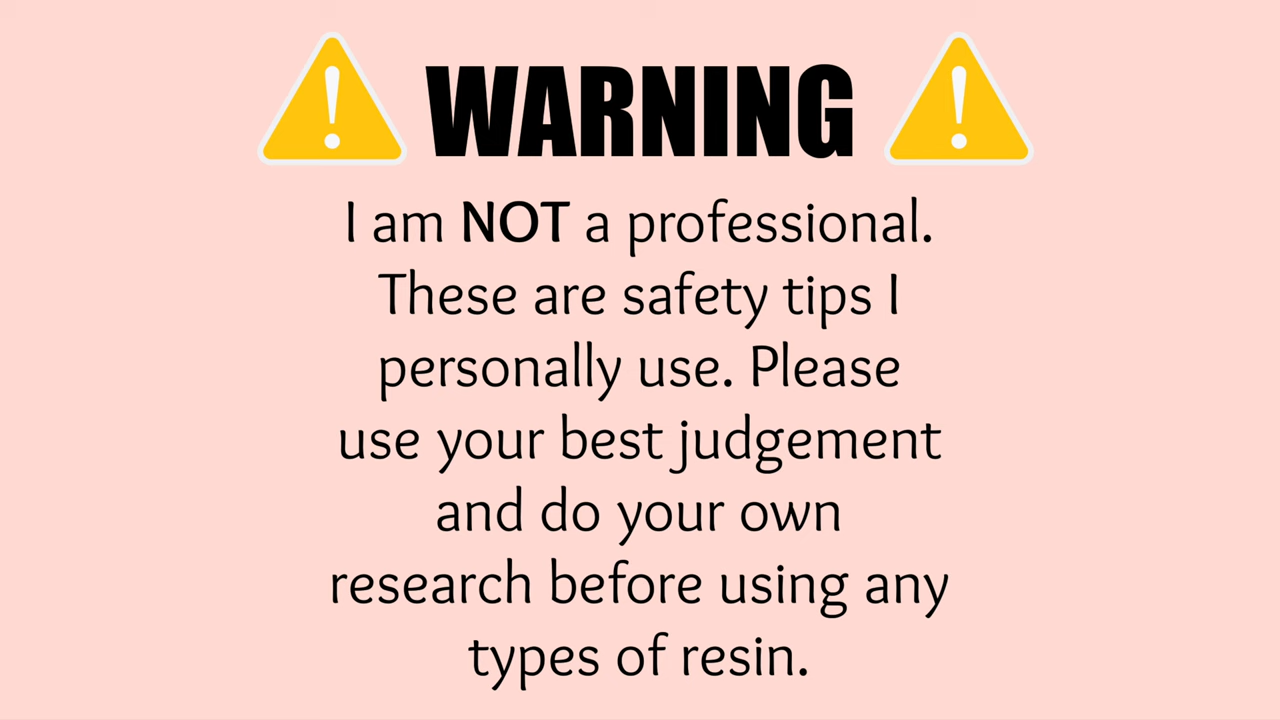 WARNING
I am NOT a professional.
These are safety tips I
personally use. Please
use your best judgement
and do your own
research before using any
types of resin.